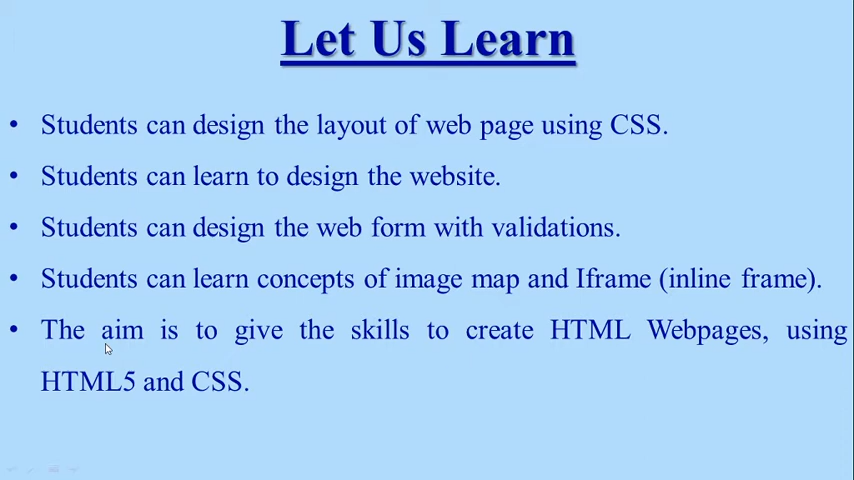 Let Us Learn
• Students can design the layout of web page using CSS.
• Students can learn to design the website.
• Students can design the web form with validations.
• Students can learn concepts of image map and Iframe (inline frame).
• The aim is to give the skills to create HTML Webpages, using
HTML5 and CSS.